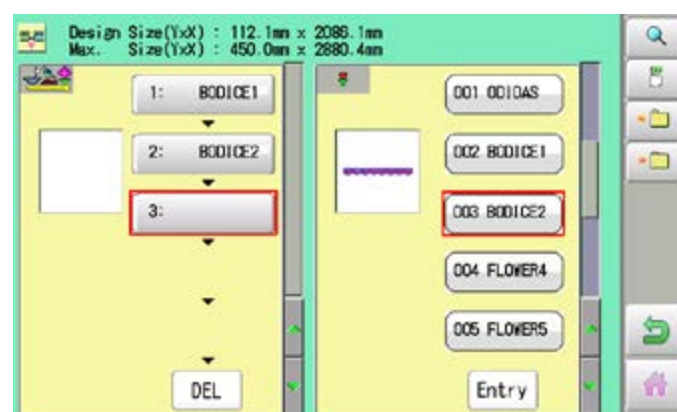 Design Size(YxX) : 112.1mm x 2086.1mm
Max. Size(YxX) : 450.0mm x 2880.4mm
1: BODICE1
2: BODICE2
3:
DEL
001 ODIDAS
002 BODICE1
003 BODICE2
004 FLOWER4
005 FLOWER5
Entry